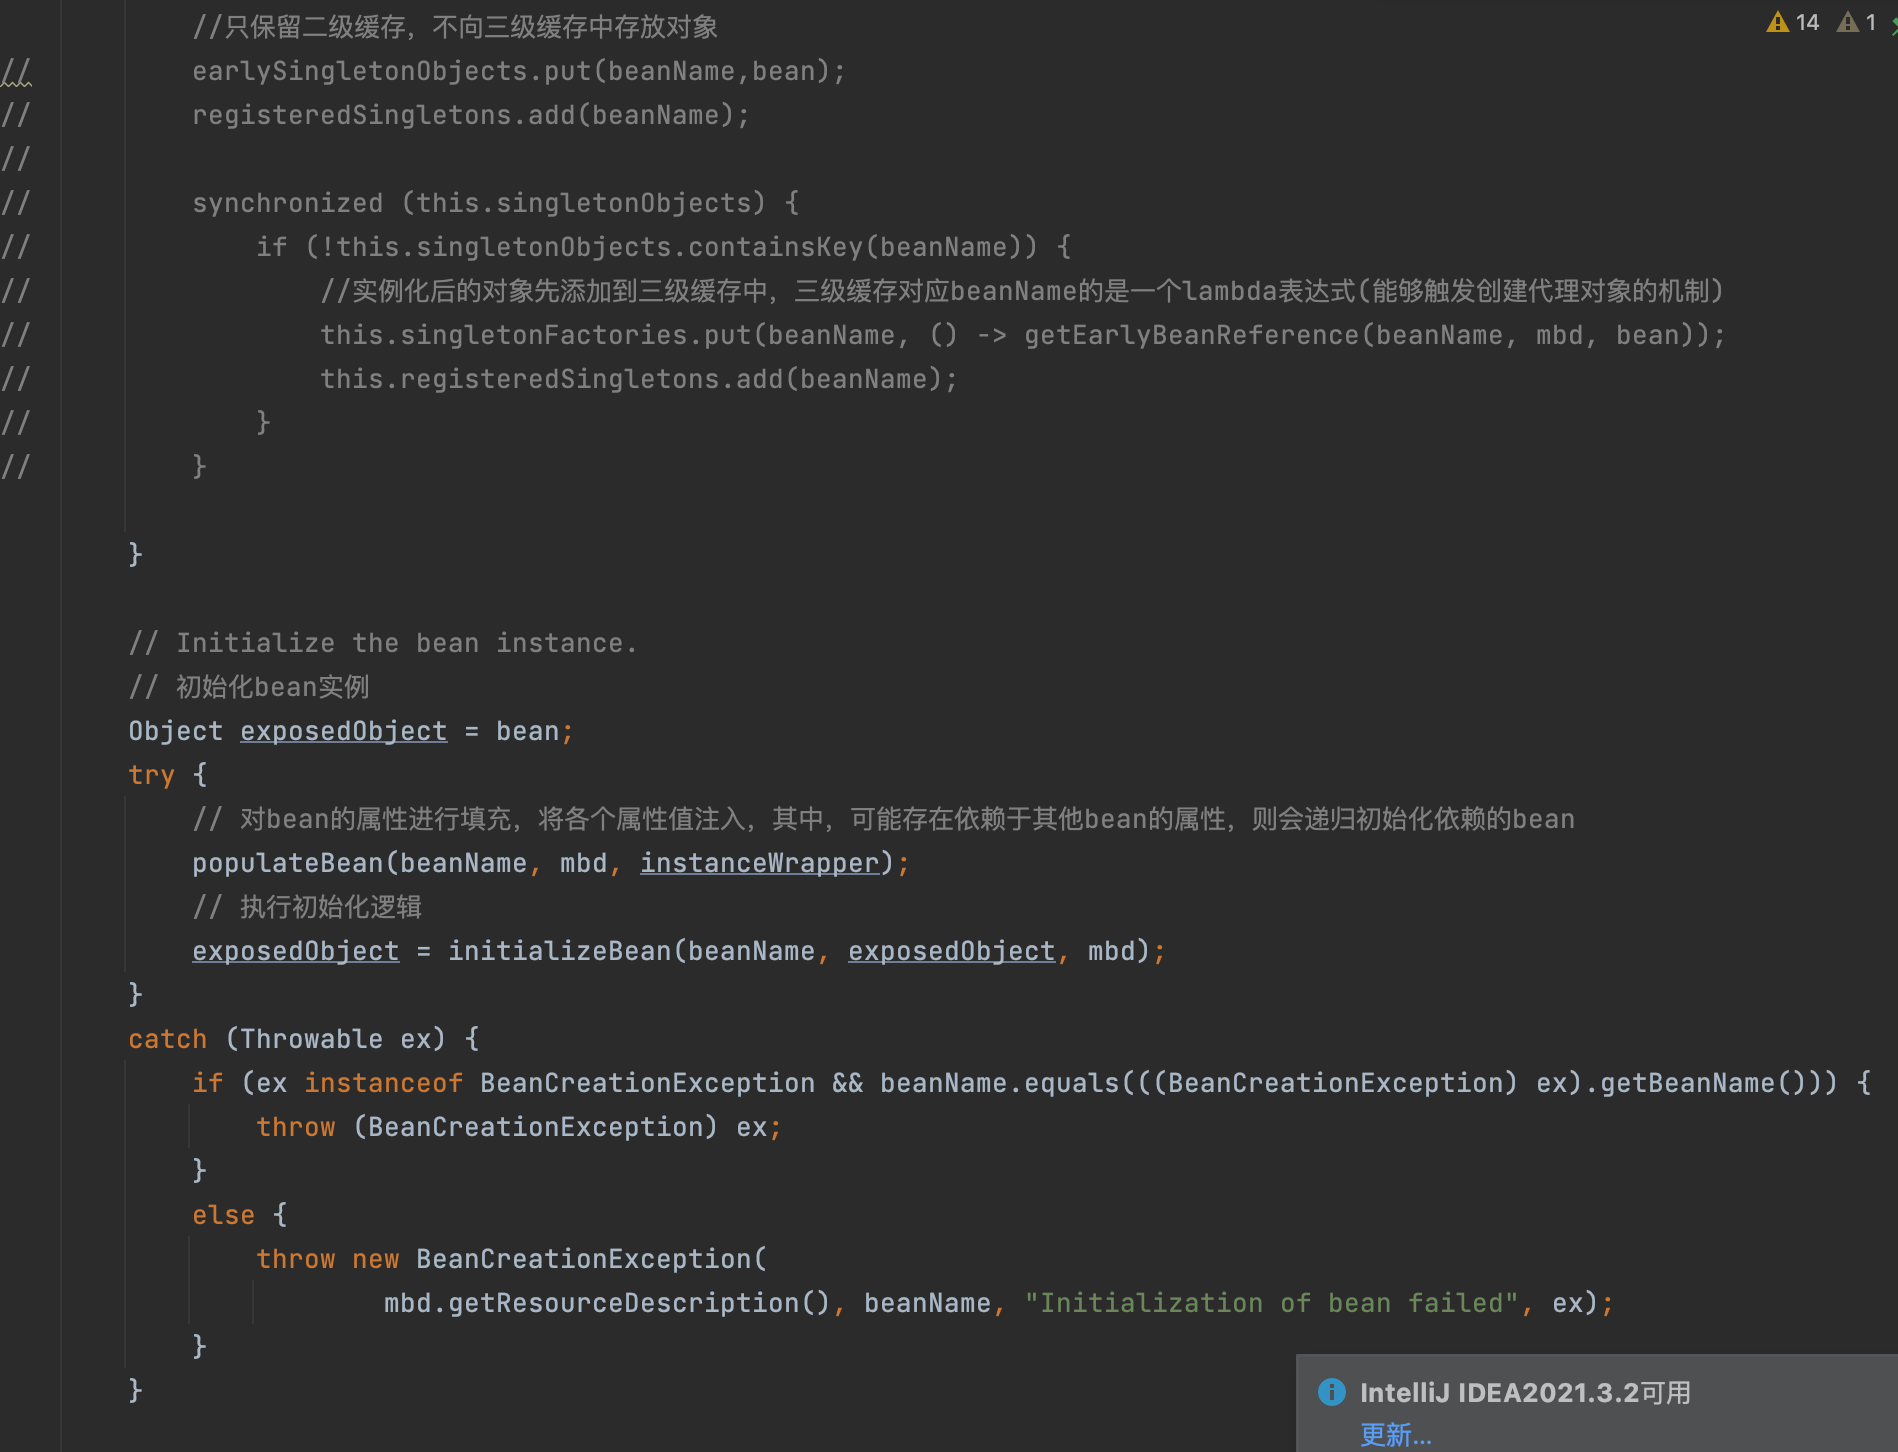 //只保留二级缓存，不向三级缓存中存放对象
14 1
// earlySingletonObjects.put(beanName,bean);
// registeredSingletons.add(beanName);
//
// synchronized (this.singletonObjects) {
// if (!this.singletonObjects.containsKey(beanName)) {
// //实例化后的对象先添加到三级缓存中，三级缓存对应beanName的是一个lambda表达式(能够触发创建代理对象的机制)
// this.singletonFactories.put(beanName, () -> getEarlyBeanReference(beanName, mbd, bean));
// this.registeredSingletons.add(beanName);
// }
// }
}
// Initialize the bean instance.
// 初始化bean实例
Object exposedObject = bean;
try {
// 对bean的属性进行填充，将各个属性值注入，其中，可能存在依赖于其他bean的属性，则会递归初始化依赖的bean
populateBean(beanName, mbd, instanceWrapper);
// 执行初始化逻辑
exposedObject = initializeBean(beanName, exposedObject, mbd);
}
catch (Throwable ex) {
if (ex instanceof BeanCreationException && beanName.equals(((BeanCreationException) ex).getBeanName())) {
throw (BeanCreationException) ex;
}
else {
throw new BeanCreationException(
mbd.getResourceDescription(), beanName, "Initialization of bean failed", ex);
}
}
IntelliJ IDEA2021.3.2可用
更新...